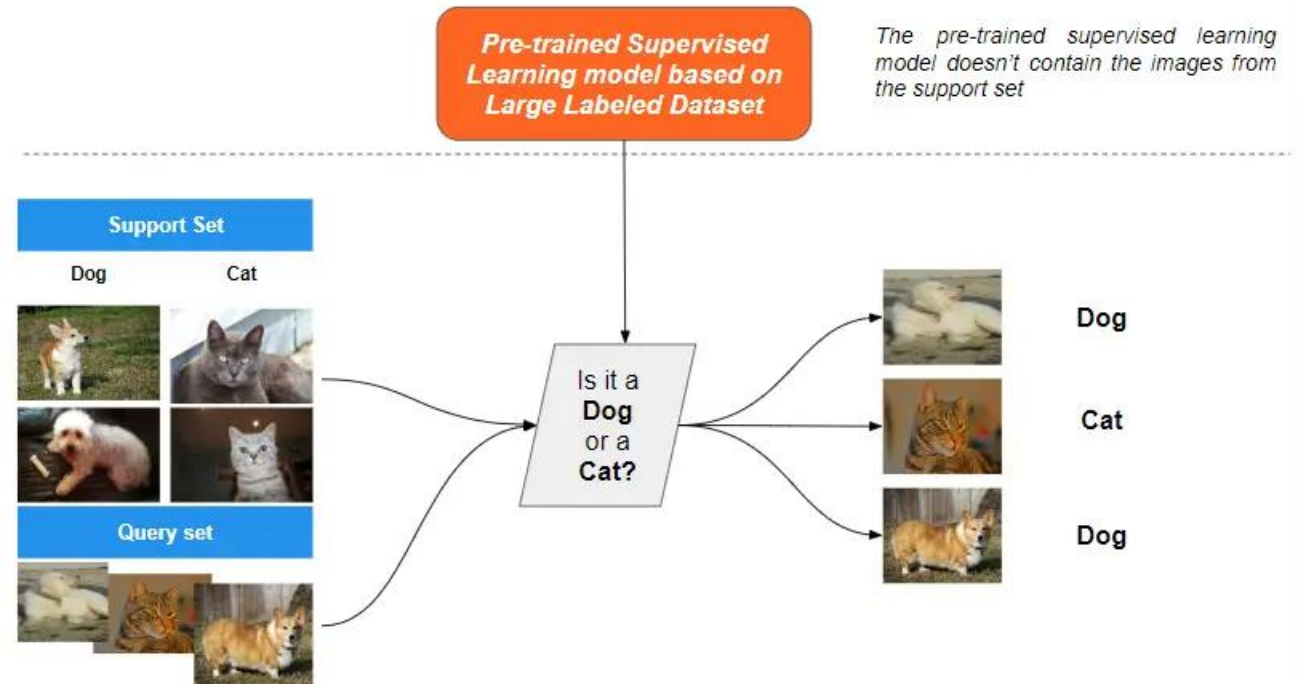 Pre-trained Supervised
Learning model based on
Large Labeled Dataset
The pre-trained supervised learning
model doesn't contain the images from
the support set
Support Set
Dog Cat
Query set
Is it a
Dog
or a
Cat?
Dog
Cat
Dog